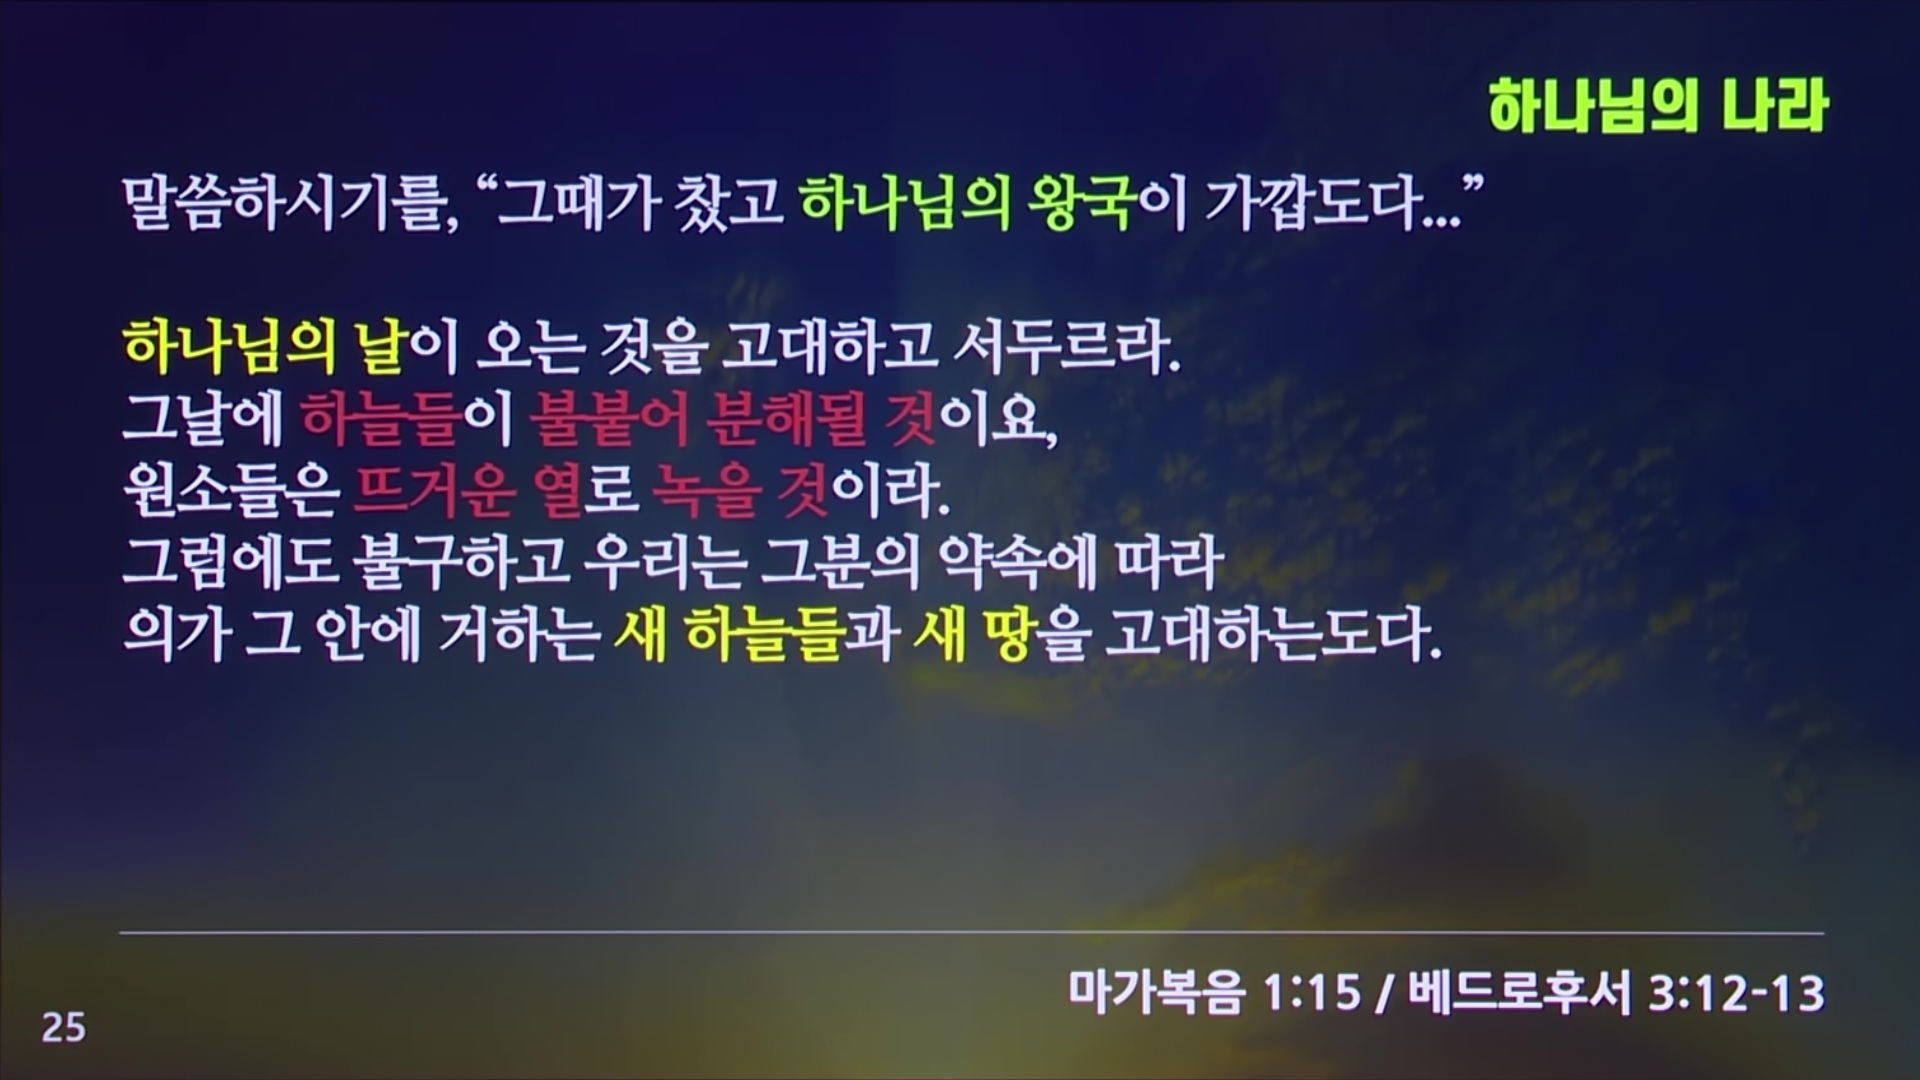 하나님의 나라
말씀하시기를, “그때가 찼고 하나님의 왕국이 가깝도다...”
하나님의 날이 오는 것을 고대하고 서두르라.
그날에 하늘들이 불붙어 분해될 것이요,
원소들은 뜨거운 열로 녹을 것이라.
그럼에도 불구하고 우리는 그분의 약속에 따라
의가 그 안에 거하는 새 하늘들과 새 땅을 고대하는도다.
마가복음 1:15 / 베드로후서 3:12-13
25